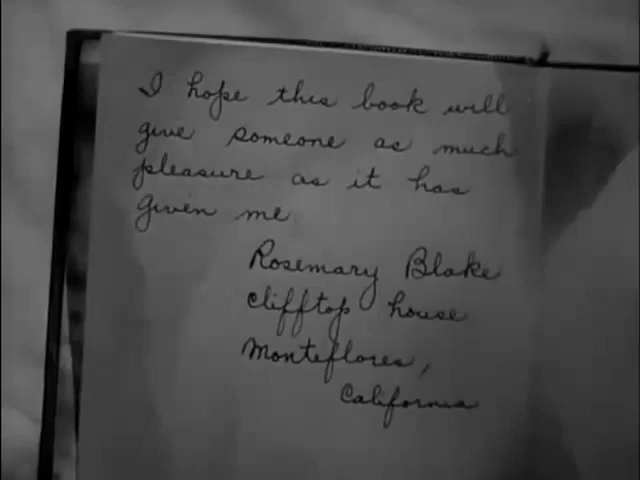 I hope this book will
give someone as much
pleasure as it has
given me.
Rosemary Blake
clifftop house
Monteflores,
California